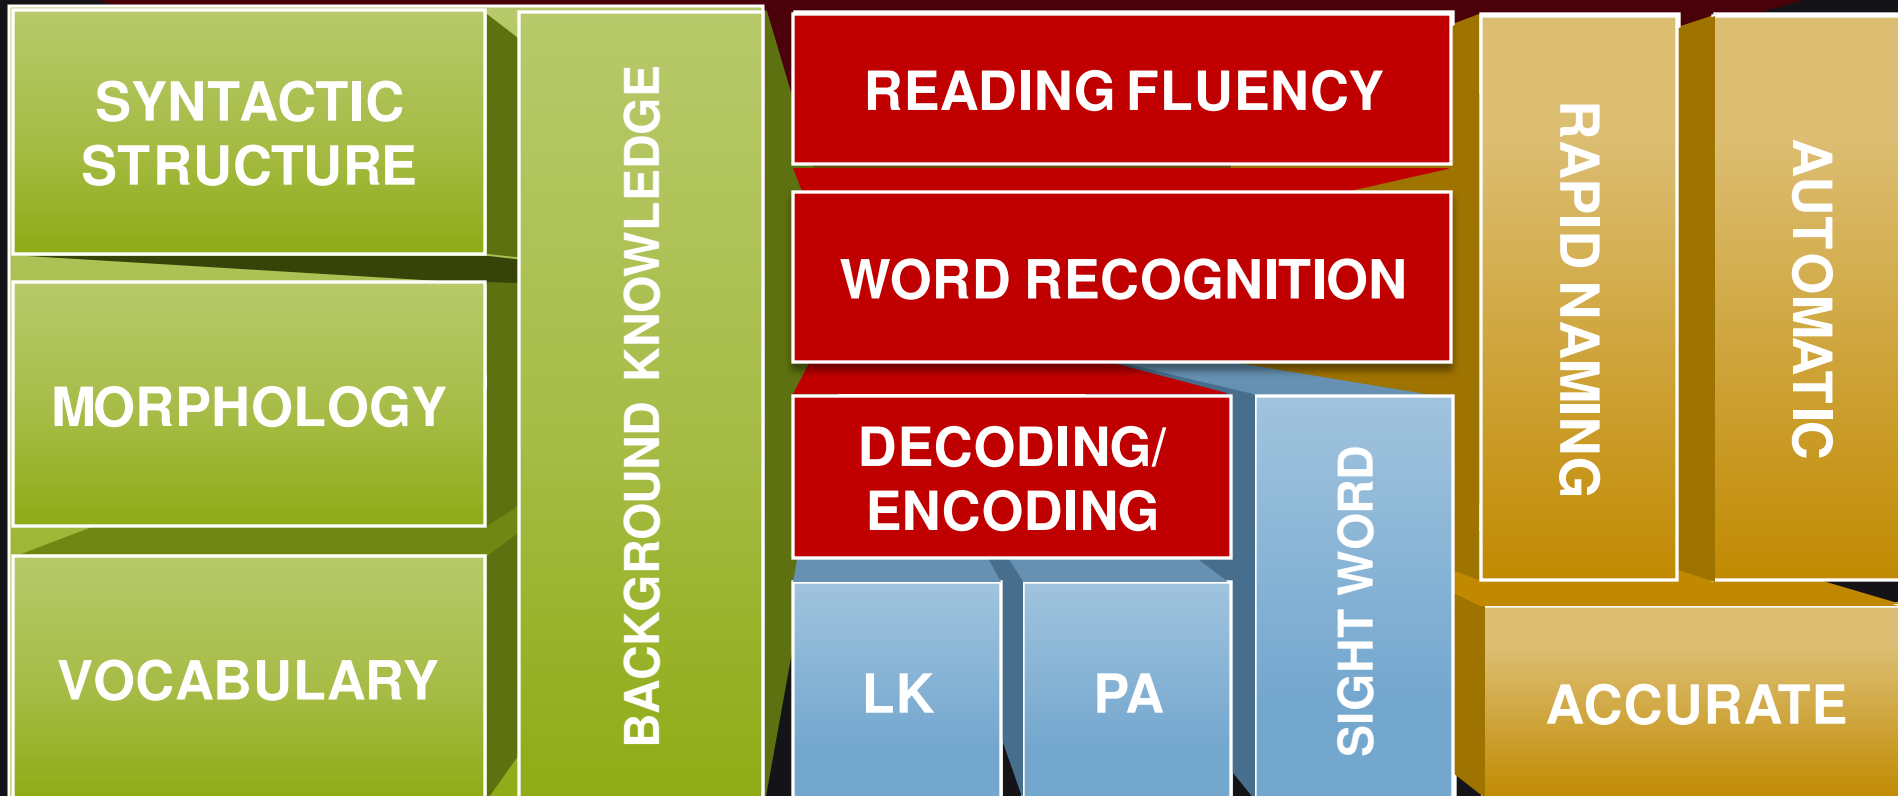 SYNTACTIC
STRUCTURE
MORPHOLOGY
VOCABULARY
BACKGROUND KNOWLEDGE
READING FLUENCY
WORD RECOGNITION
DECODING/
ENCODING
LK
PA
SIGHT WORD
RAPID NAMING
AUTOMATIC
ACCURATE